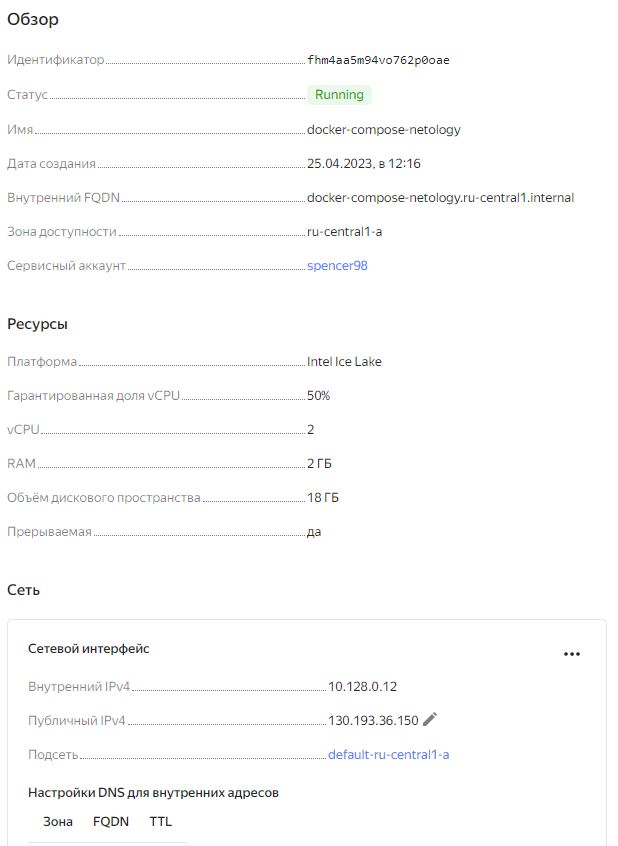 Обзор
Идентификатор fhm4aa5m94vo762p0oae
Статус Running
Имя docker-compose-netology
Дата создания 25.04.2023, в 12:16
Внутренний FQDN docker-compose-netology.ru-central1.internal
Зона доступности ru-central1-a
Сервисный аккаунт spencer98
Ресурсы
Платформа Intel Ice Lake
Гарантированная доля vCPU 50%
vCPU 2
RAM 2 ГБ
Объём дискового пространства 18 ГБ
Прерываемая да
Сеть
Сетевой интерфейс
Внутренний IPv4 10.128.0.12
Публичный IPv4 130.193.36.150
Подсеть default-ru-central1-a
Настройки DNS для внутренних адресов
Зона FQDN TTL